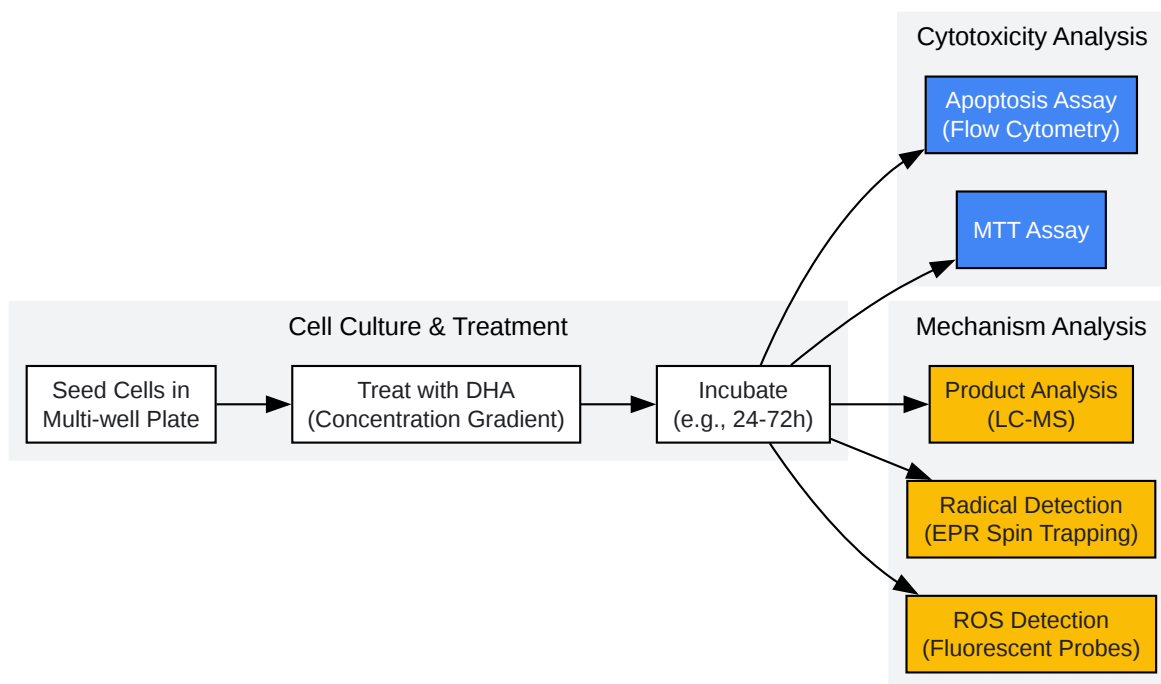 Cytotoxicity Analysis
Apoptosis Assay
(Flow Cytometry)
MTT Assay
Cell Culture & Treatment
Seed Cells in
Multi-well Plate
Treat with DHA
(Concentration Gradient)
Incubate
(e.g., 24-72h)
Mechanism Analysis
Product Analysis
(LC-MS)
Radical Detection
(EPR Spin Trapping)
ROS Detection
(Fluorescent Probes)